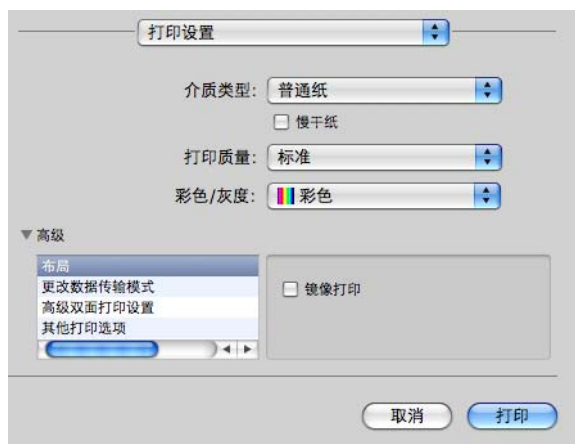 打印设置
介质类型: 普通纸
慢干纸
打印质量: 标准
彩色/灰度: 彩色
高级
布局
更改数据传输模式
高级双面打印设置
其他打印选项
镜像打印
取消 打印